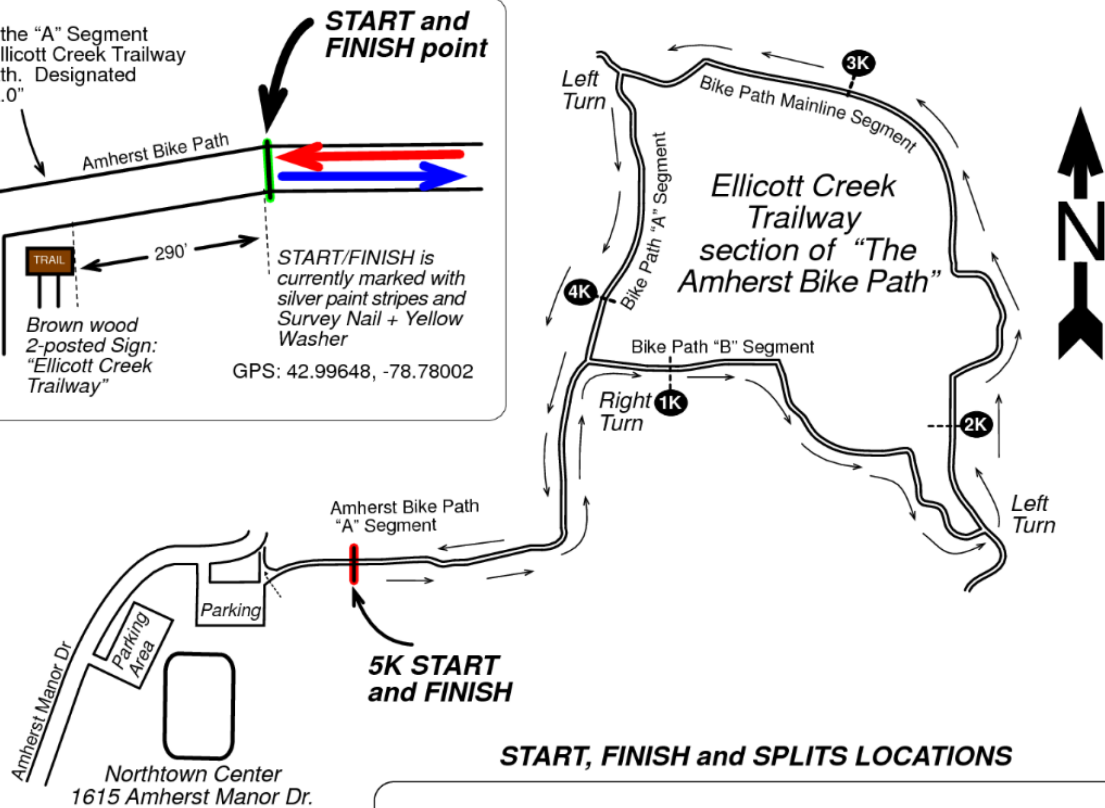 the “A” Segment
llicott Creek Trailway
th. Designated
.0”
START and
FINISH point
Amherst Bike Path
290’
TRAIL
START/FINISH is
currently marked with
silver paint stripes and
Survey Nail + Yellow
Washer
Brown wood
2-posted Sign:
“Ellicott Creek
Trailway”
GPS: 42.99648, -78.78002
3K
Left
Turn
Bike Path Mainline Segment
Bike Path “A” Segment
Ellicott Creek
Trailway
section of “The
Amherst Bike Path”
N
4K
Bike Path “B” Segment
Right
Turn
1K
2K
Left
Turn
Amherst Bike Path
“A” Segment
Parking
Parking
Area
Amherst Manor Dr
5K START
and FINISH
Northtown Center
1615 Amherst Manor Dr.
START, FINISH and SPLITS LOCATIONS